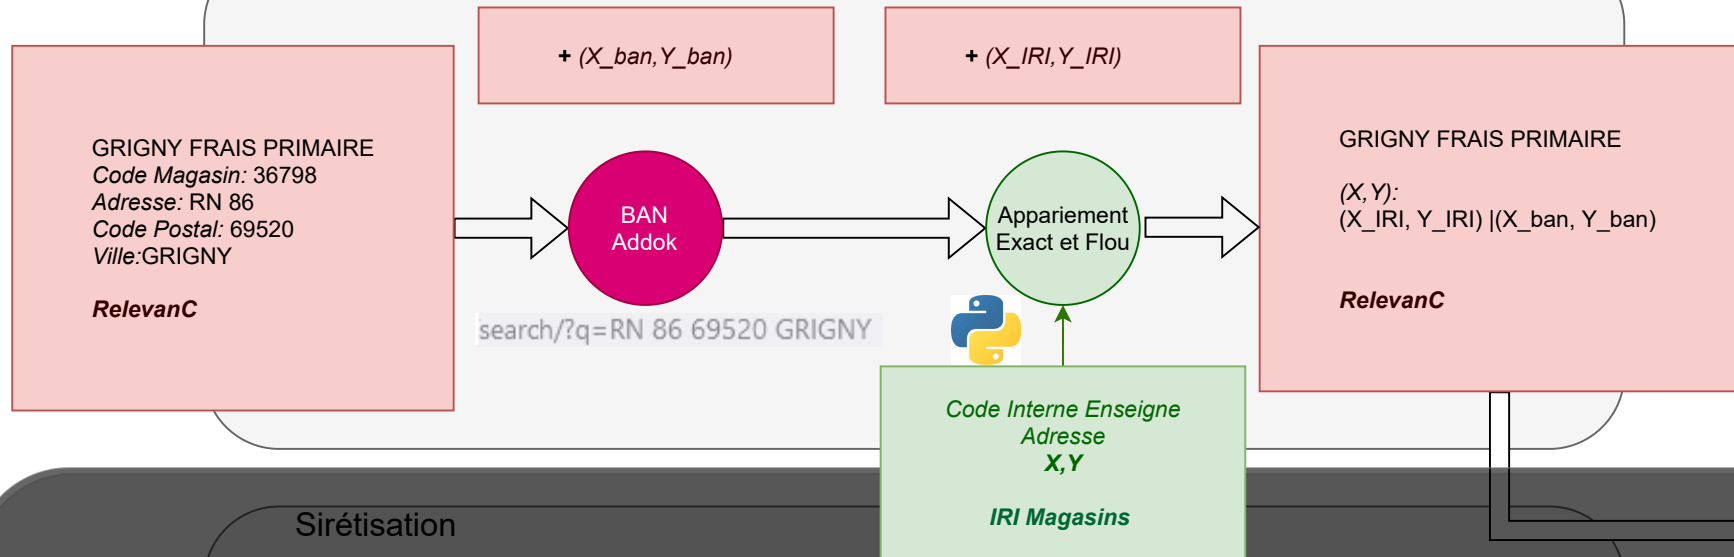 + (X_ban,Y_ban)
+ (X_IRI,Y_IRI)
GRIGNY FRAIS PRIMAIRE
Code Magasin: 36798
Adresse: RN 86
Code Postal: 69520
Ville:GRIGNY
RelevanC
BAN
Addok
search/?q=RN 86 69520 GRIGNY
Appariement
Exact et Flou
GRIGNY FRAIS PRIMAIRE
(X,Y):
(X_IRI, Y_IRI) |(X_ban, Y_ban)
RelevanC
Code Interne Enseigne
Adresse
X,Y
IRI Magasins
Sirétisation